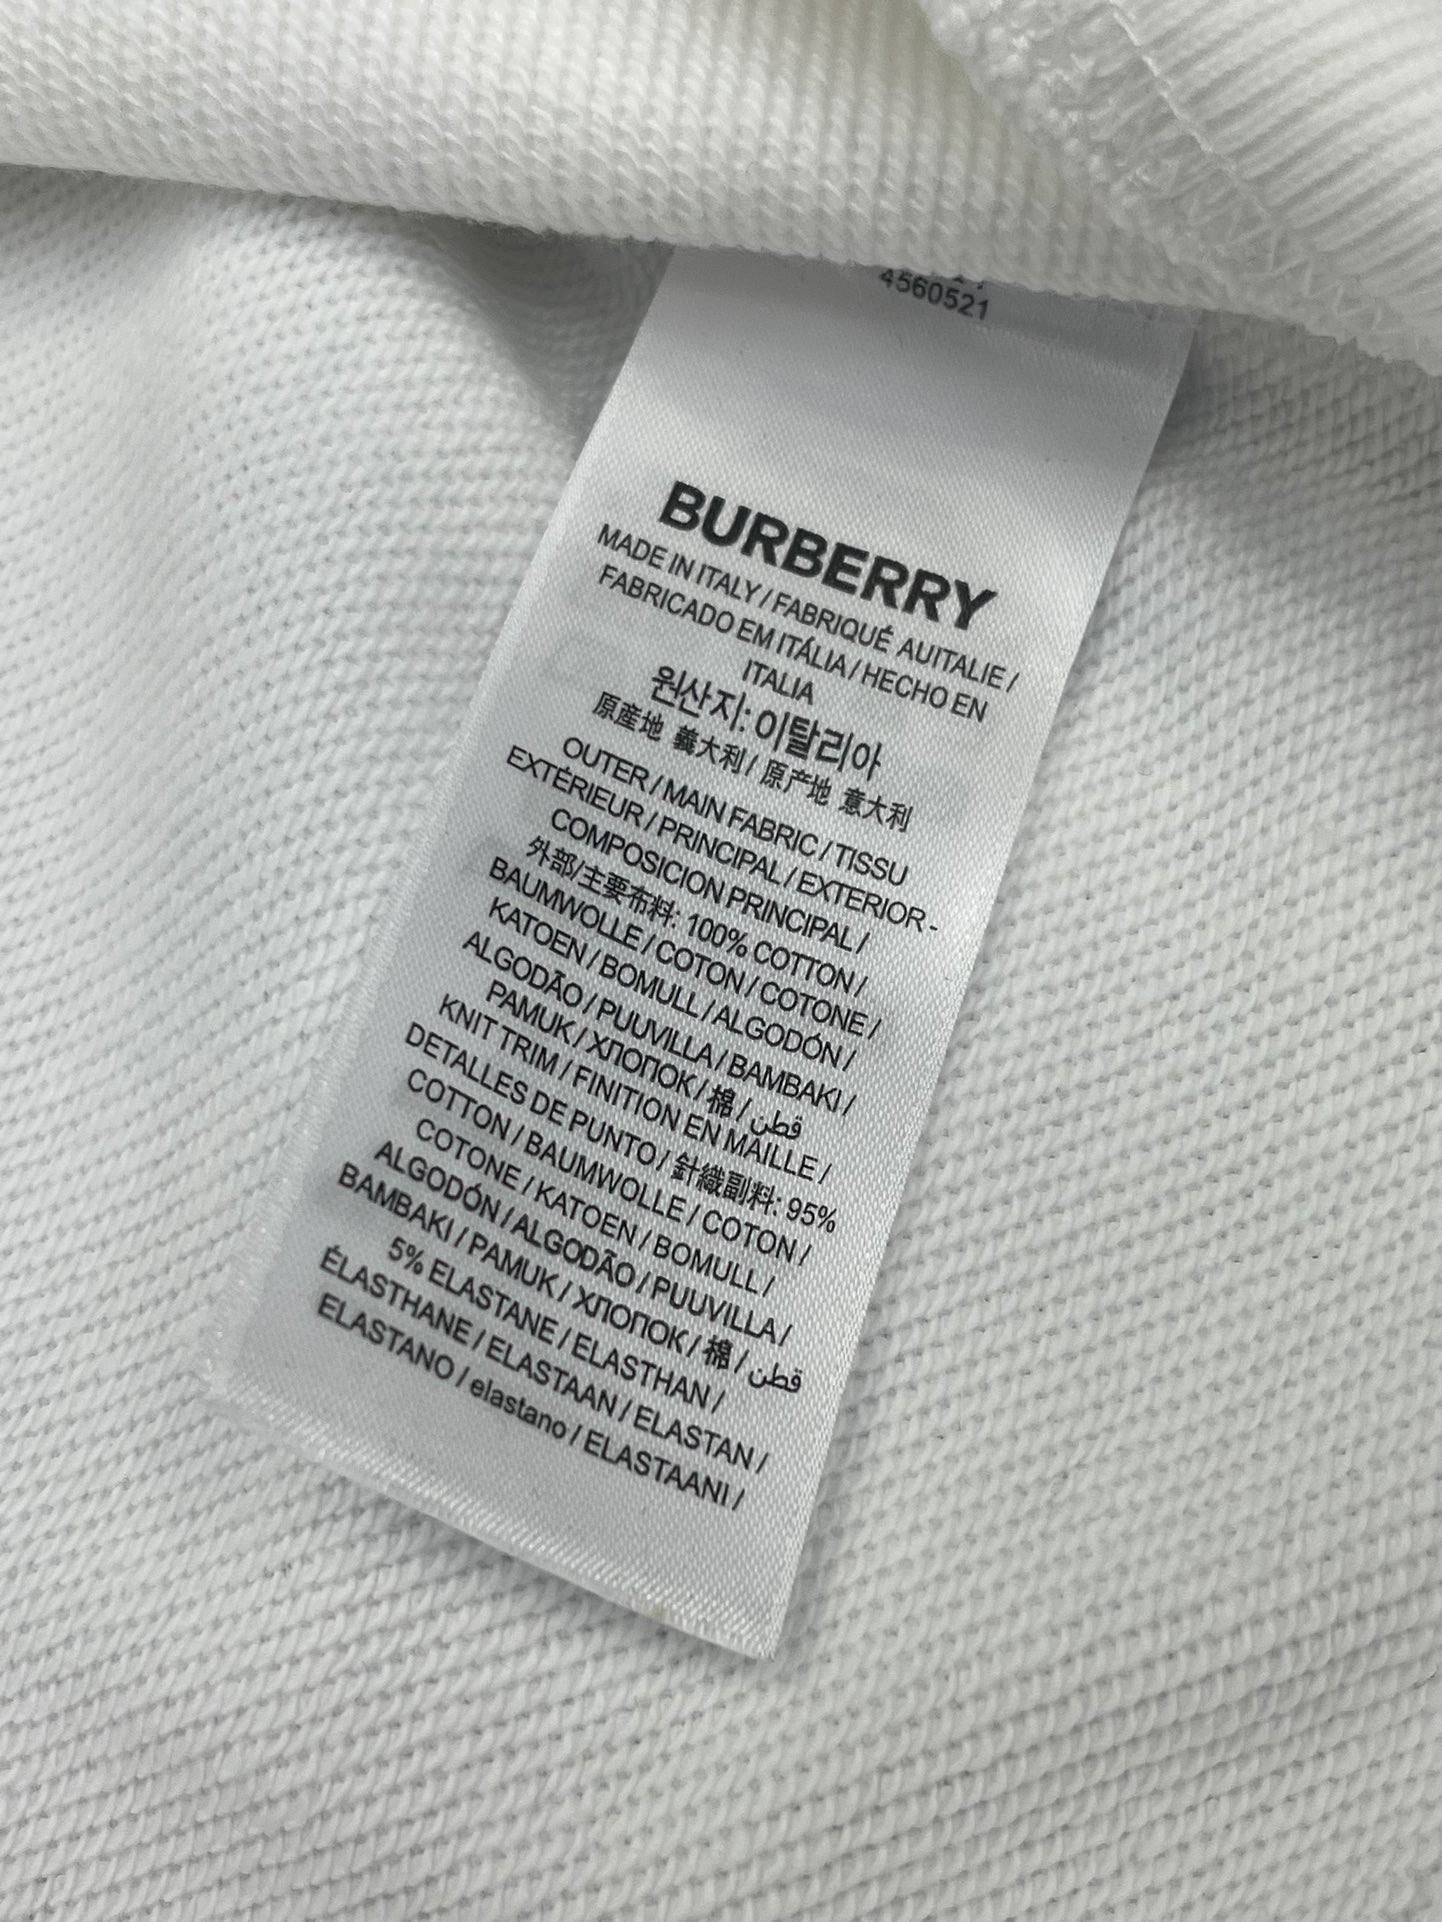 4560521
BURBERRY
MADE IN ITALY / FABRIQUÉ AUITALIE /
FABRICADO EM ITÁLIA / HECHO EN
ITALIA
원산지: 이탈리아
原産地 義大利 / 原产地 意大利
OUTER / MAIN FABRIC / TISSU
EXTÉRIEUR / PRINCIPAL / EXTERIOR -
COMPOSICION PRINCIPAL /
外部/主要布料: 100% COTTON /
BAUMWOLLE / COTON / COTONE /
KATOEN / BOMULL / ALGODÓN /
ALGODÃO / PUUVILLA / BAMBAKI /
PAMUK / ХЛОПОК / 棉 / قطن
KNIT TRIM / FINITION EN MAILLE /
DETALLES DE PUNTO / 針織副料: 95%
COTTON / BAUMWOLLE / COTON /
COTONE / KATOEN / BOMULL /
ALGODÓN / ALGODÃO / PUUVILLA /
BAMBAKI / PAMUK / ХЛОПОК / 棉 / قطن
5% ELASTANE / ELASTHAN /
ÉLASTHANE / ELASTAAN / ELASTAN /
ELASTANO / elastano / ELASTAANI /